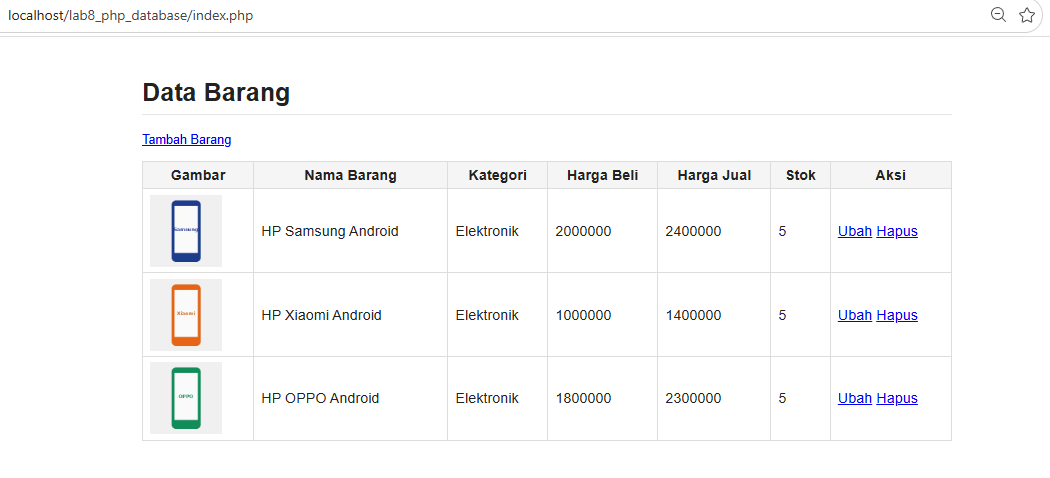 localhost/lab8_php_database/index.php
Data Barang
Tambah Barang
Gambar Nama Barang Kategori Harga Beli Harga Jual Stok Aksi
Samsung HP Samsung Android Elektronik 2000000 2400000 5 Ubah Hapus
Xiaomi HP Xiaomi Android Elektronik 1000000 1400000 5 Ubah Hapus
OPPO HP OPPO Android Elektronik 1800000 2300000 5 Ubah Hapus